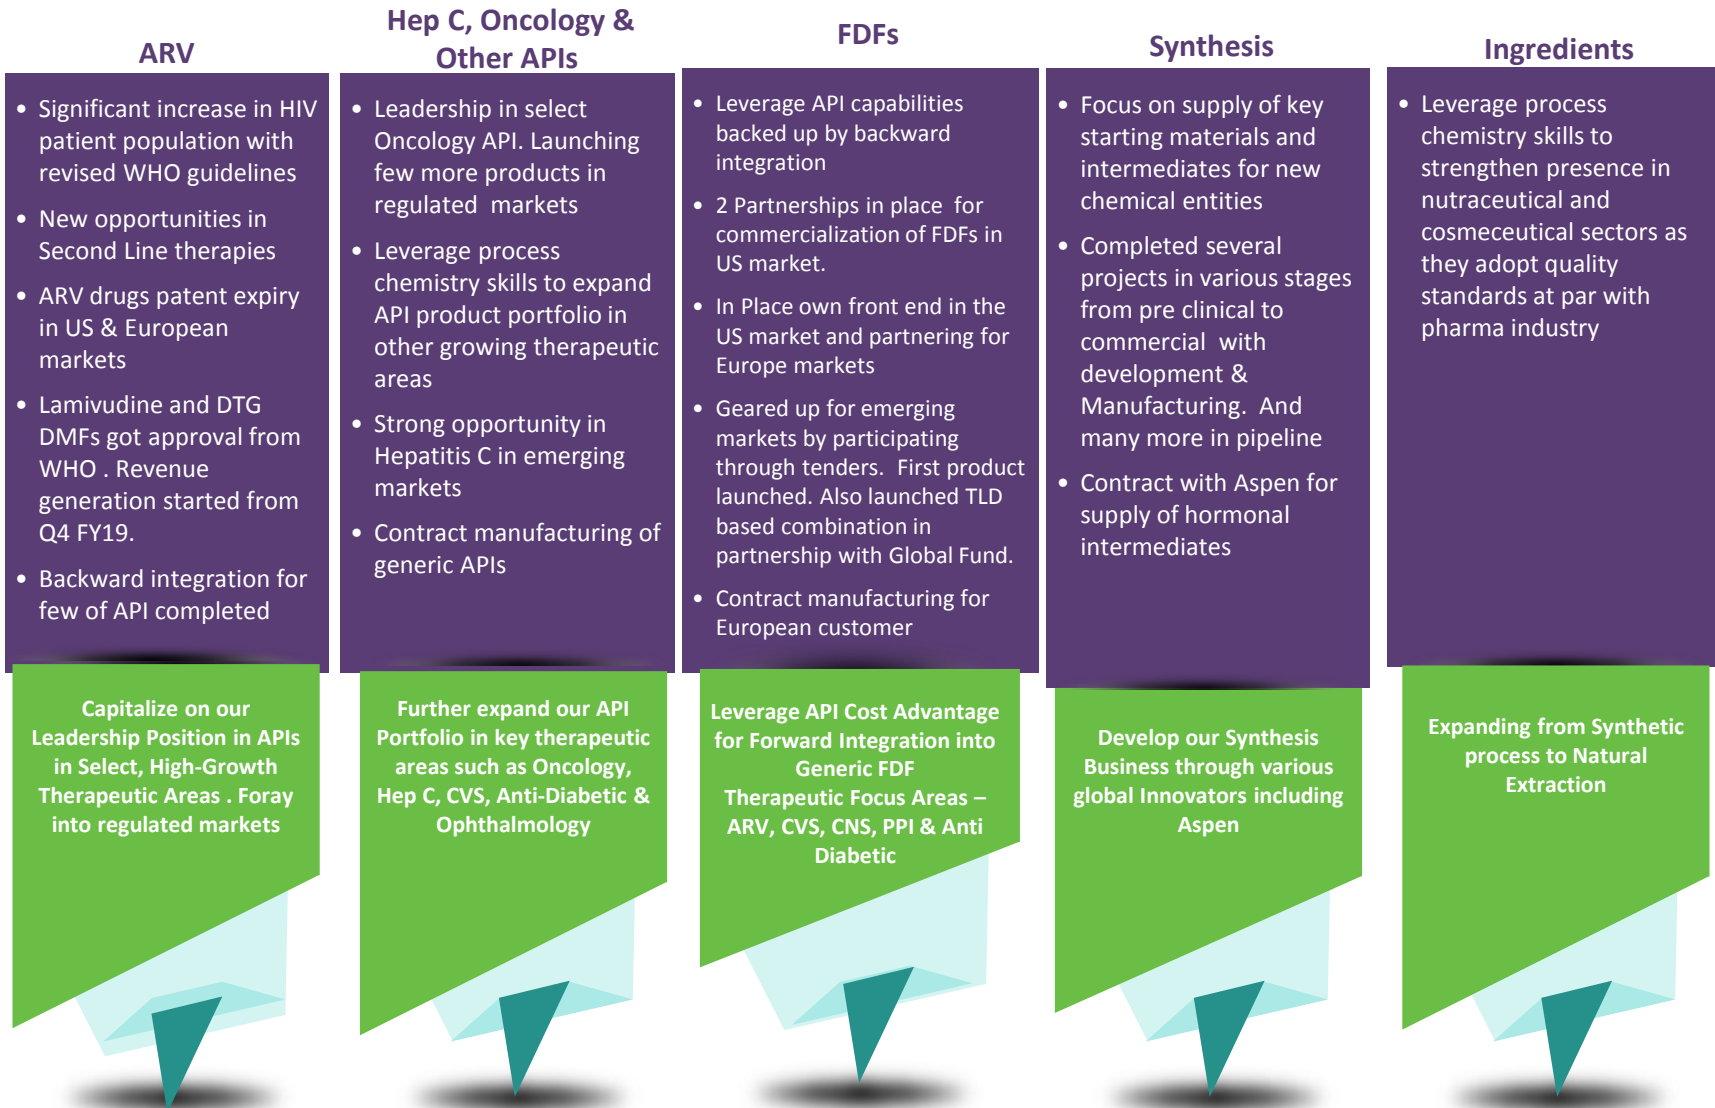 ARV
• Significant increase in HIV
patient population with
revised WHO guidelines
• New opportunities in
Second Line therapies
• ARV drugs patent expiry
in US & European
markets
• Lamivudine and DTG
DMFs got approval from
WHO . Revenue
generation started from
Q4 FY19.
• Backward integration for
few of API completed
Capitalize on our
Leadership Position in APIs
in Select, High-Growth
Therapeutic Areas . Foray
into regulated markets
Hep C, Oncology &
Other APIs
• Leadership in select
Oncology API. Launching
few more products in
regulated markets
• Leverage process
chemistry skills to expand
API product portfolio in
other growing therapeutic
areas
• Strong opportunity in
Hepatitis C in emerging
markets
• Contract manufacturing of
generic APIs
Further expand our API
Portfolio in key therapeutic
areas such as Oncology,
Hep C, CVS, Anti-Diabetic &
Ophthalmology
FDFs
• Leverage API capabilities
backed up by backward
integration
• 2 Partnerships in place for
commercialization of FDFs in
US market.
• In Place own front end in the
US market and partnering for
Europe markets
• Geared up for emerging
markets by participating
through tenders. First product
launched. Also launched TLD
based combination in
partnership with Global Fund.
• Contract manufacturing for
European customer
Leverage API Cost Advantage
for Forward Integration into
Generic FDF
Therapeutic Focus Areas –
ARV, CVS, CNS, PPI & Anti
Diabetic
Synthesis
• Focus on supply of key
starting materials and
intermediates for new
chemical entities
• Completed several
projects in various stages
from pre clinical to
commercial with
development &
Manufacturing. And
many more in pipeline
• Contract with Aspen for
supply of hormonal
intermediates
Develop our Synthesis
Business through various
global Innovators including
Aspen
Ingredients
• Leverage process
chemistry skills to
strengthen presence in
nutraceutical and
cosmeceutical sectors as
they adopt quality
standards at par with
pharma industry
Expanding from Synthetic
process to Natural
Extraction